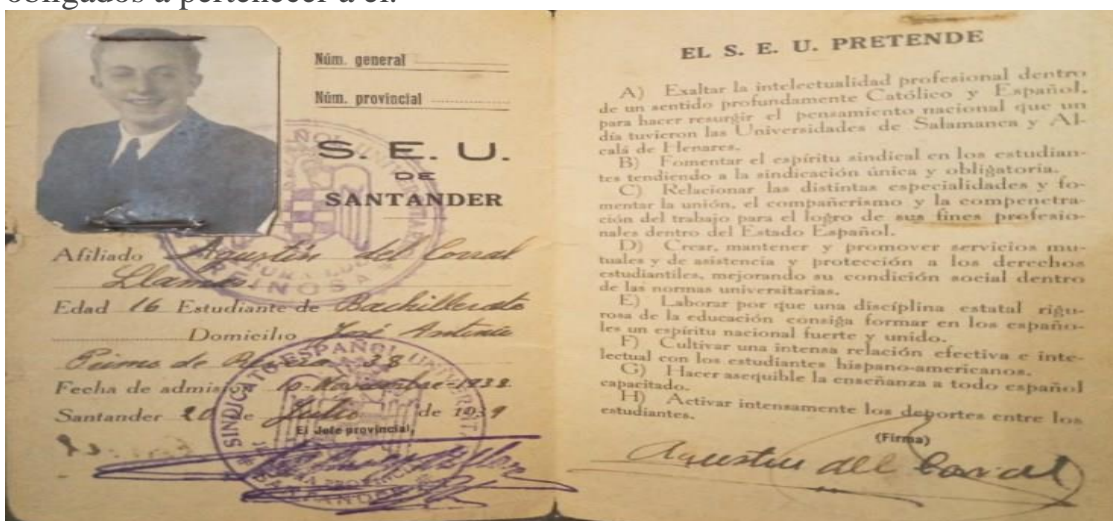 obligados a pertenecer a él.
Núm. general
Núm. provincial
S. E. U.
DE
SANTANDER
Afiliado Agustín del Corral
Llamas
Edad 16 Estudiante de Bachillerato
Domicilio José Antonio
Primo de Rivera 38
Fecha de admisión 10-Noviembre-1938
Santander 20 de Julio de 1939
El Jefe provincial,
SINDICATO ESPAÑOL UNIVERSIT
REINOSA
EL S. E. U. PRETENDE
A) Exaltar la intelectualidad profesional dentro
de un sentido profundamente Católico y Español,
para hacer resurgir el pensamiento nacional que un
día tuvieron las Universidades de Salamanca y Al-
calá de Henares.
B) Fomentar el espíritu sindical en los estudian-
tes tendiendo a la sindicación única y obligatoria.
C) Relacionar las distintas especialidades y fo-
mentar la unión, el compañerismo y la compenetra-
ción del trabajo para el logro de sus fines profesio-
nales dentro del Estado Español.
D) Crear, mantener y promover servicios mu-
tuales y de asistencia y protección a los derechos
estudiantiles, mejorando su condición social dentro
de las normas universitarias.
E) Laborar por que una disciplina estatal rigu-
rosa de la educación consiga formar en los españo-
les un espíritu nacional fuerte y unido.
F) Cultivar una intensa relación efectiva e inte-
lectual con los estudiantes hispano-americanos.
G) Hacer asequible la enseñanza a todo español
capacitado.
H) Activar intensamente los deportes entre los
estudiantes.
(Firma)
Agustin del Corral